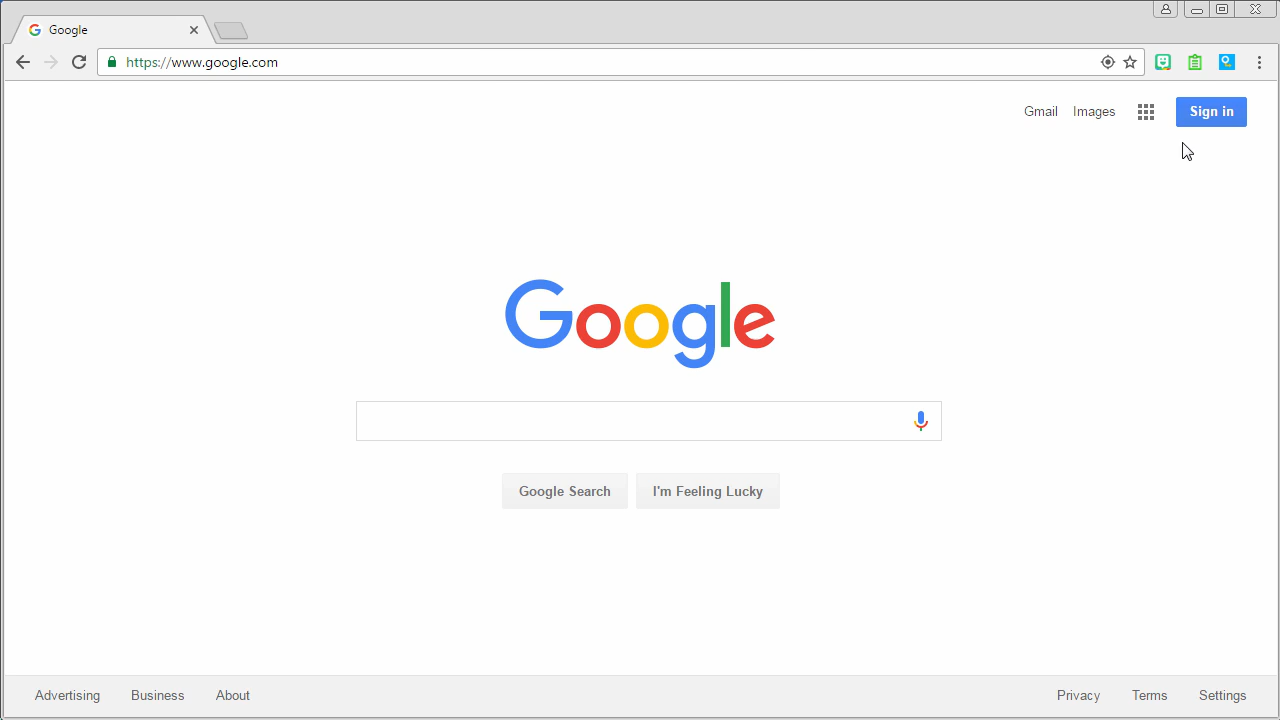 Google
https://www.google.com
Gmail Images Sign in
Google
Google Search I'm Feeling Lucky
Advertising Business About Privacy Terms Settings